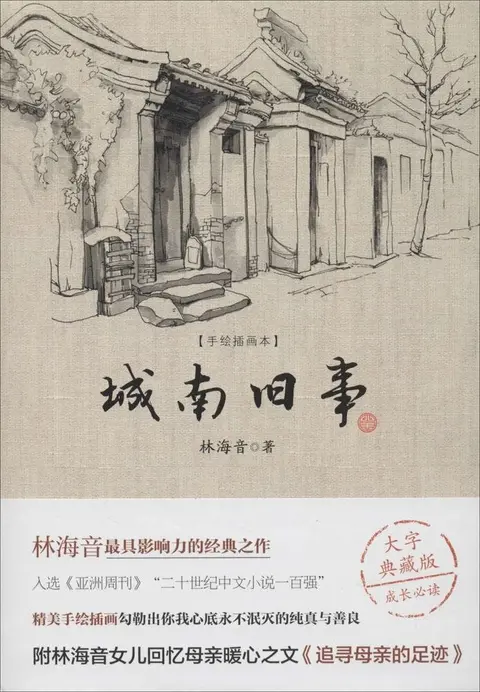 【手绘插画本】
城南旧事
林海音◎著
林海音最具影响力的经典之作
入选《亚洲周刊》“二十世纪中文小说一百强”
精美手绘插画勾勒出你我心底永不泯灭的纯真与善良
附林海音女儿回忆母亲暖心之文《追寻母亲的足迹》
大字
典藏版
成长必读